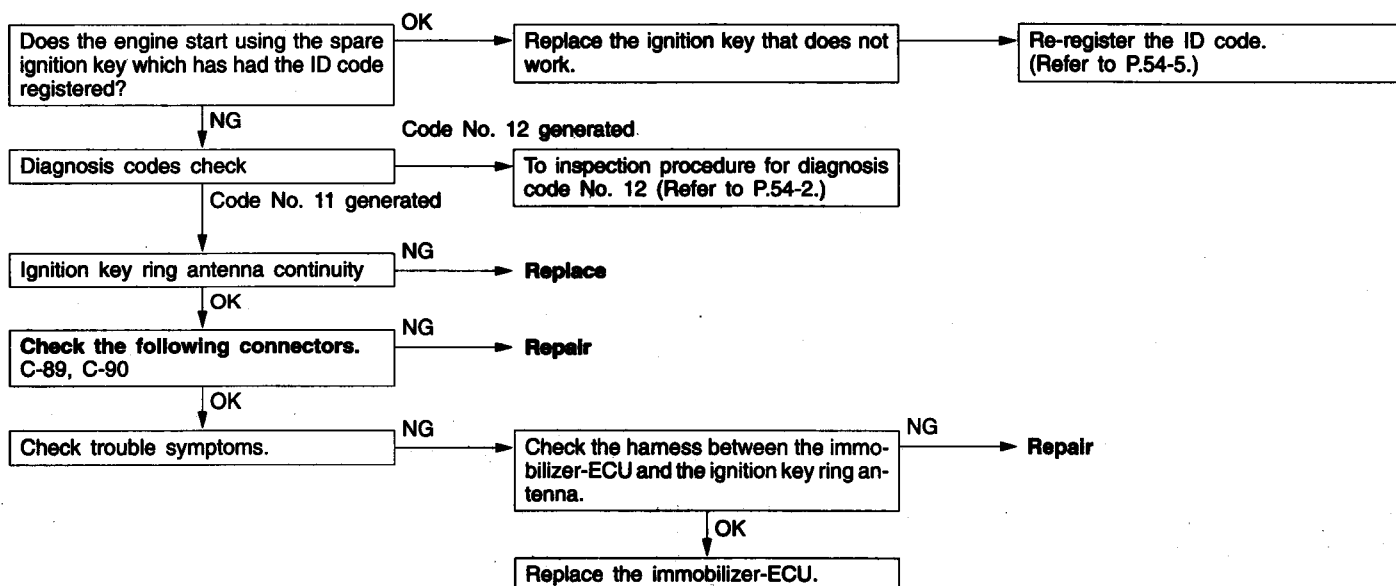 OK
Does the engine start using the spare
ignition key which has had the ID code
registered?
Replace the ignition key that does not
work.
Re-register the ID code.
(Refer to P.54-5.)
NG
Code No. 12 generated
Diagnosis codes check
To inspection procedure for diagnosis
code No. 12 (Refer to P.54-2.)
Code No. 11 generated
NG
Ignition key ring antenna continuity
Replace
OK
NG
Check the following connectors.
C-89, C-90
Repair
OK
NG
Check trouble symptoms.
Check the harness between the immo-
bilizer-ECU and the ignition key ring an-
tenna.
NG
Repair
OK
Replace the immobilizer-ECU.